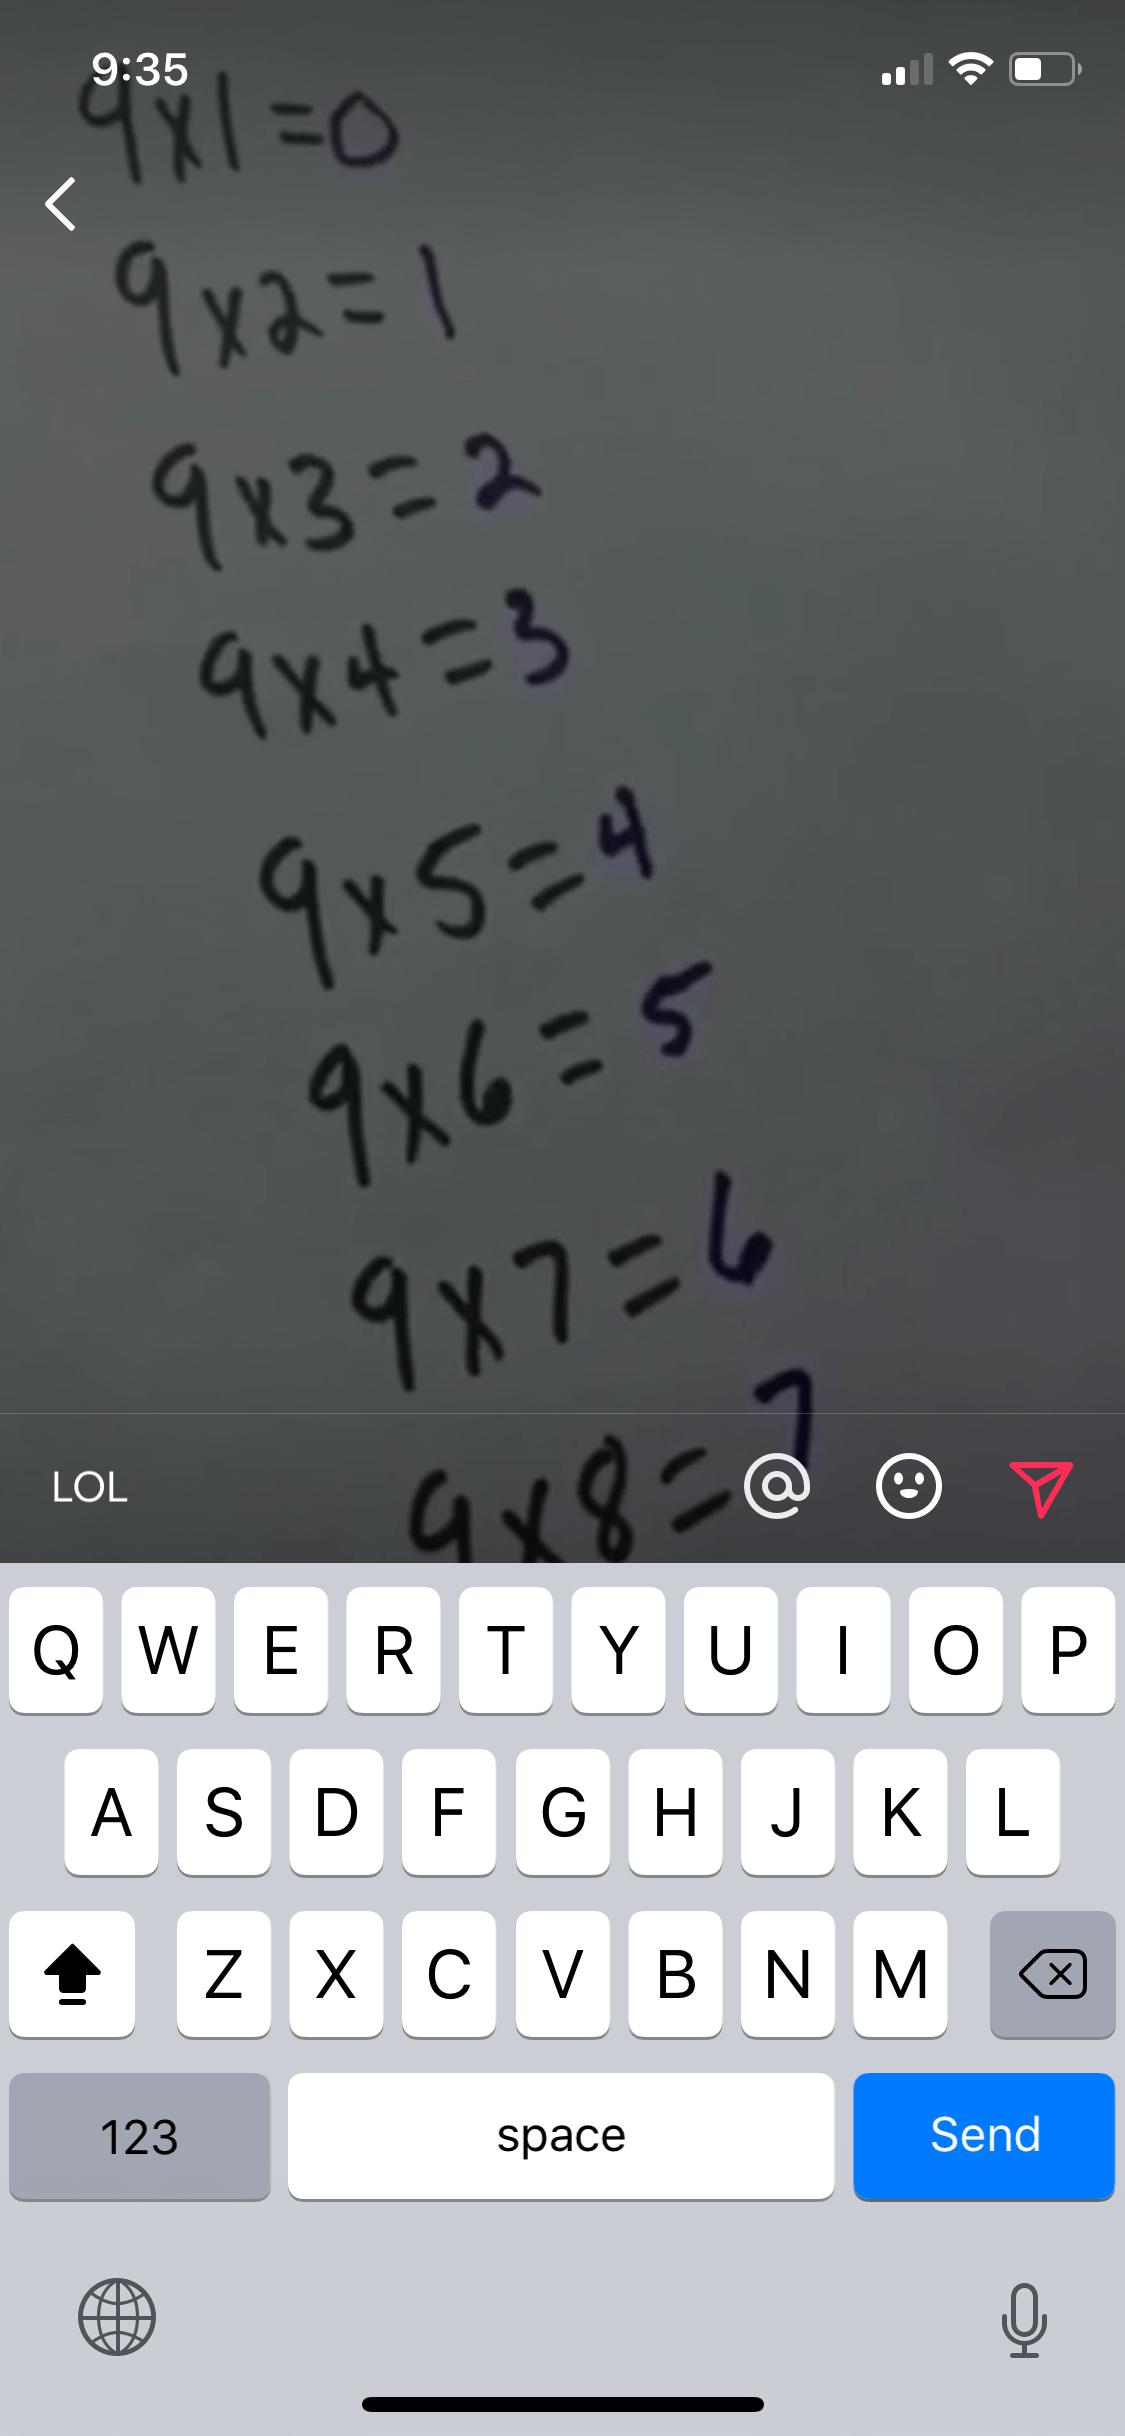 9:35
9x1=0
9x2=1
9x3=2
9x4=3
9x5=4
9x6=5
9x7=6
9x8=7
LOL
Q W E R T Y U I O P
A S D F G H J K L
Z X C V B N M
123 space Send